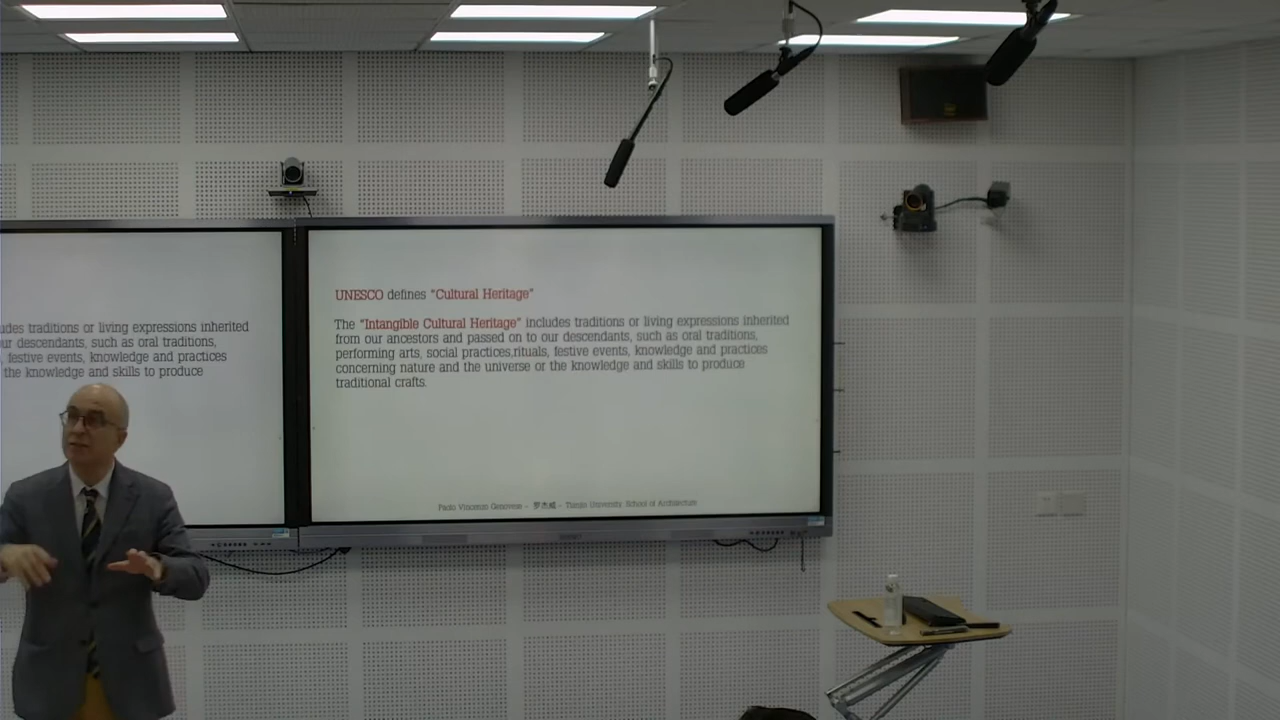 udes traditions or living expressions inherited
ur descendants, such as oral traditions,
, festive events, knowledge and practices
the knowledge and skills to produce
UNESCO defines "Cultural Heritage"
The "Intangible Cultural Heritage" includes traditions or living expressions inherited
from our ancestors and passed on to our descendants, such as oral traditions,
performing arts, social practices,rituals, festive events, knowledge and practices
concerning nature and the universe or the knowledge and skills to produce
traditional crafts.
Paolo Vincenzo Genovese - 罗杰威 - Tianjin University School of Architecture